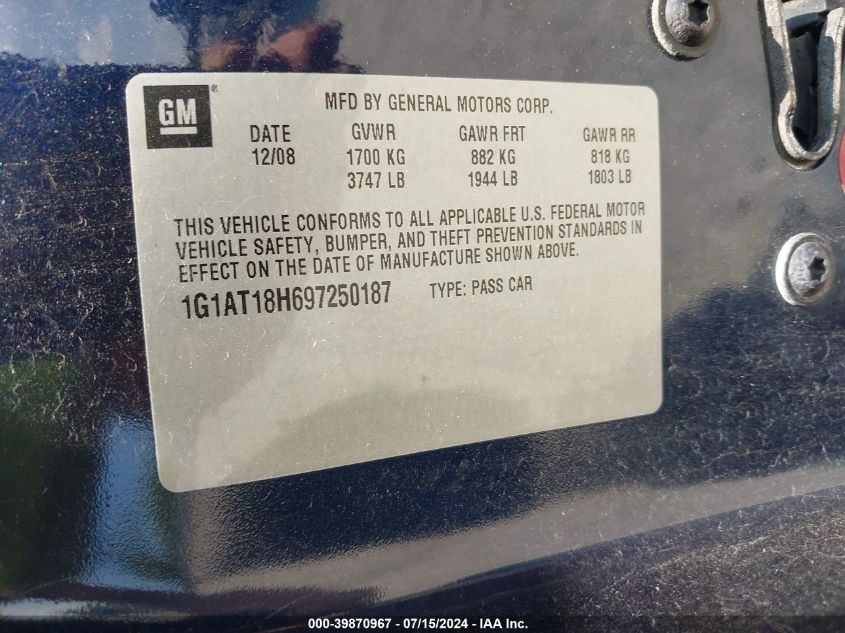 GM ®
MFD BY GENERAL MOTORS CORP.
DATE GVWR GAWR FRT GAWR RR
12/08 1700 KG 882 KG 818 KG
3747 LB 1944 LB 1803 LB
THIS VEHICLE CONFORMS TO ALL APPLICABLE U.S. FEDERAL MOTOR
VEHICLE SAFETY, BUMPER, AND THEFT PREVENTION STANDARDS IN
EFFECT ON THE DATE OF MANUFACTURE SHOWN ABOVE.
1G1AT18H697250187 TYPE: PASS CAR
000-39870967 - 07/15/2024 - IAA Inc.